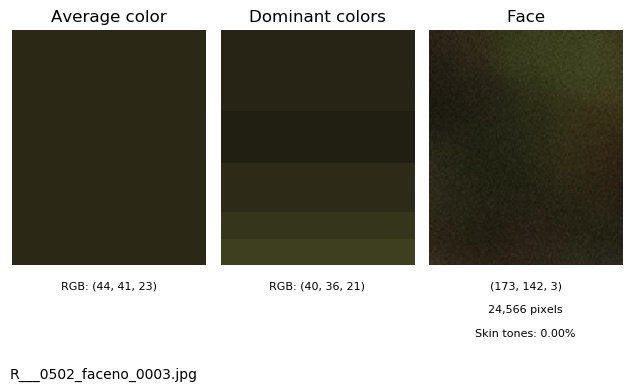 Average color
Dominant colors
Face
RGB: (44, 41, 23)
RGB: (40, 36, 21)
(173, 142, 3)
24,566 pixels
Skin tones: 0.00%
R___0502_faceno_0003.jpg